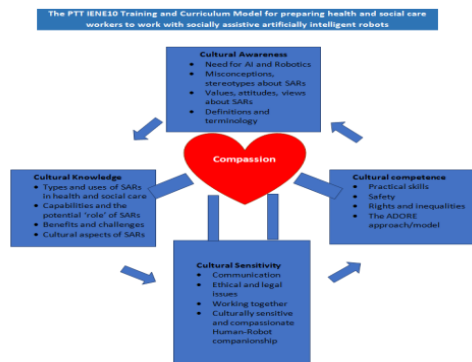 The PTT IENE10 Training and Curriculum Model for preparing health and social care
workers to work with socially assistive artificially intelligent robots
Cultural Awareness
• Need for AI and Robotics
• Misconceptions,
stereotypes about SARs
• Values, attitudes, views
about SARs
• Definitions and
terminology
Compassion
Cultural Knowledge
• Types and uses of SARs
in health and social care
• Capabilities and the
potential 'role' of SARs
• Benefits and challenges
• Cultural aspects of SARs
Cultural competence
• Practical skills
• Safety
• Rights and inequalities
• The ADORE
approach/model
Cultural Sensitivity
• Communication
• Ethical and legal
issues
• Working together
• Culturally sensitive
and compassionate
Human-Robot
companionship